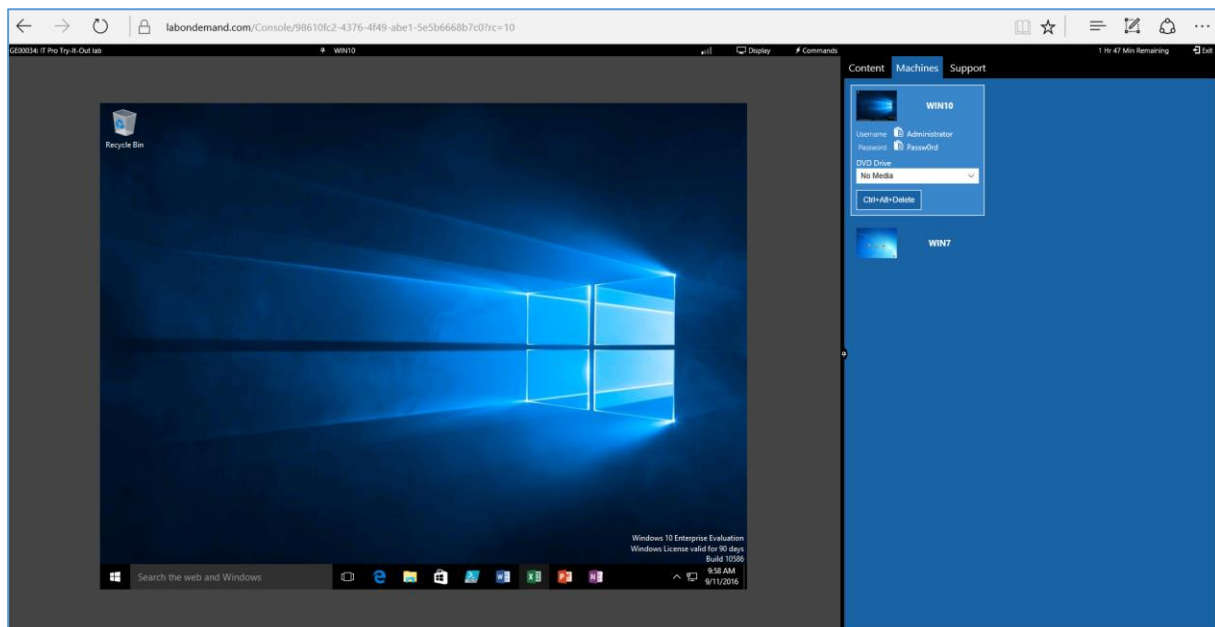 labondemand.com/Console/98610fc2-4376-4f49-abe1-5e5b6668b7c0?rc=10
GE00034: IT Pro Try-It-Out lab
WIN10
Display
Commands
1 Hr 47 Min Remaining
Exit
Content Machines Support
WIN10
Username Administrator
Password Passw0rd
DVD Drive
No Media
Ctrl+Alt+Delete
WIN7
Recycle Bin
Windows 10 Enterprise Evaluation
Windows License valid for 90 days
Build 10586
Search the web and Windows
9:58 AM
9/11/2016